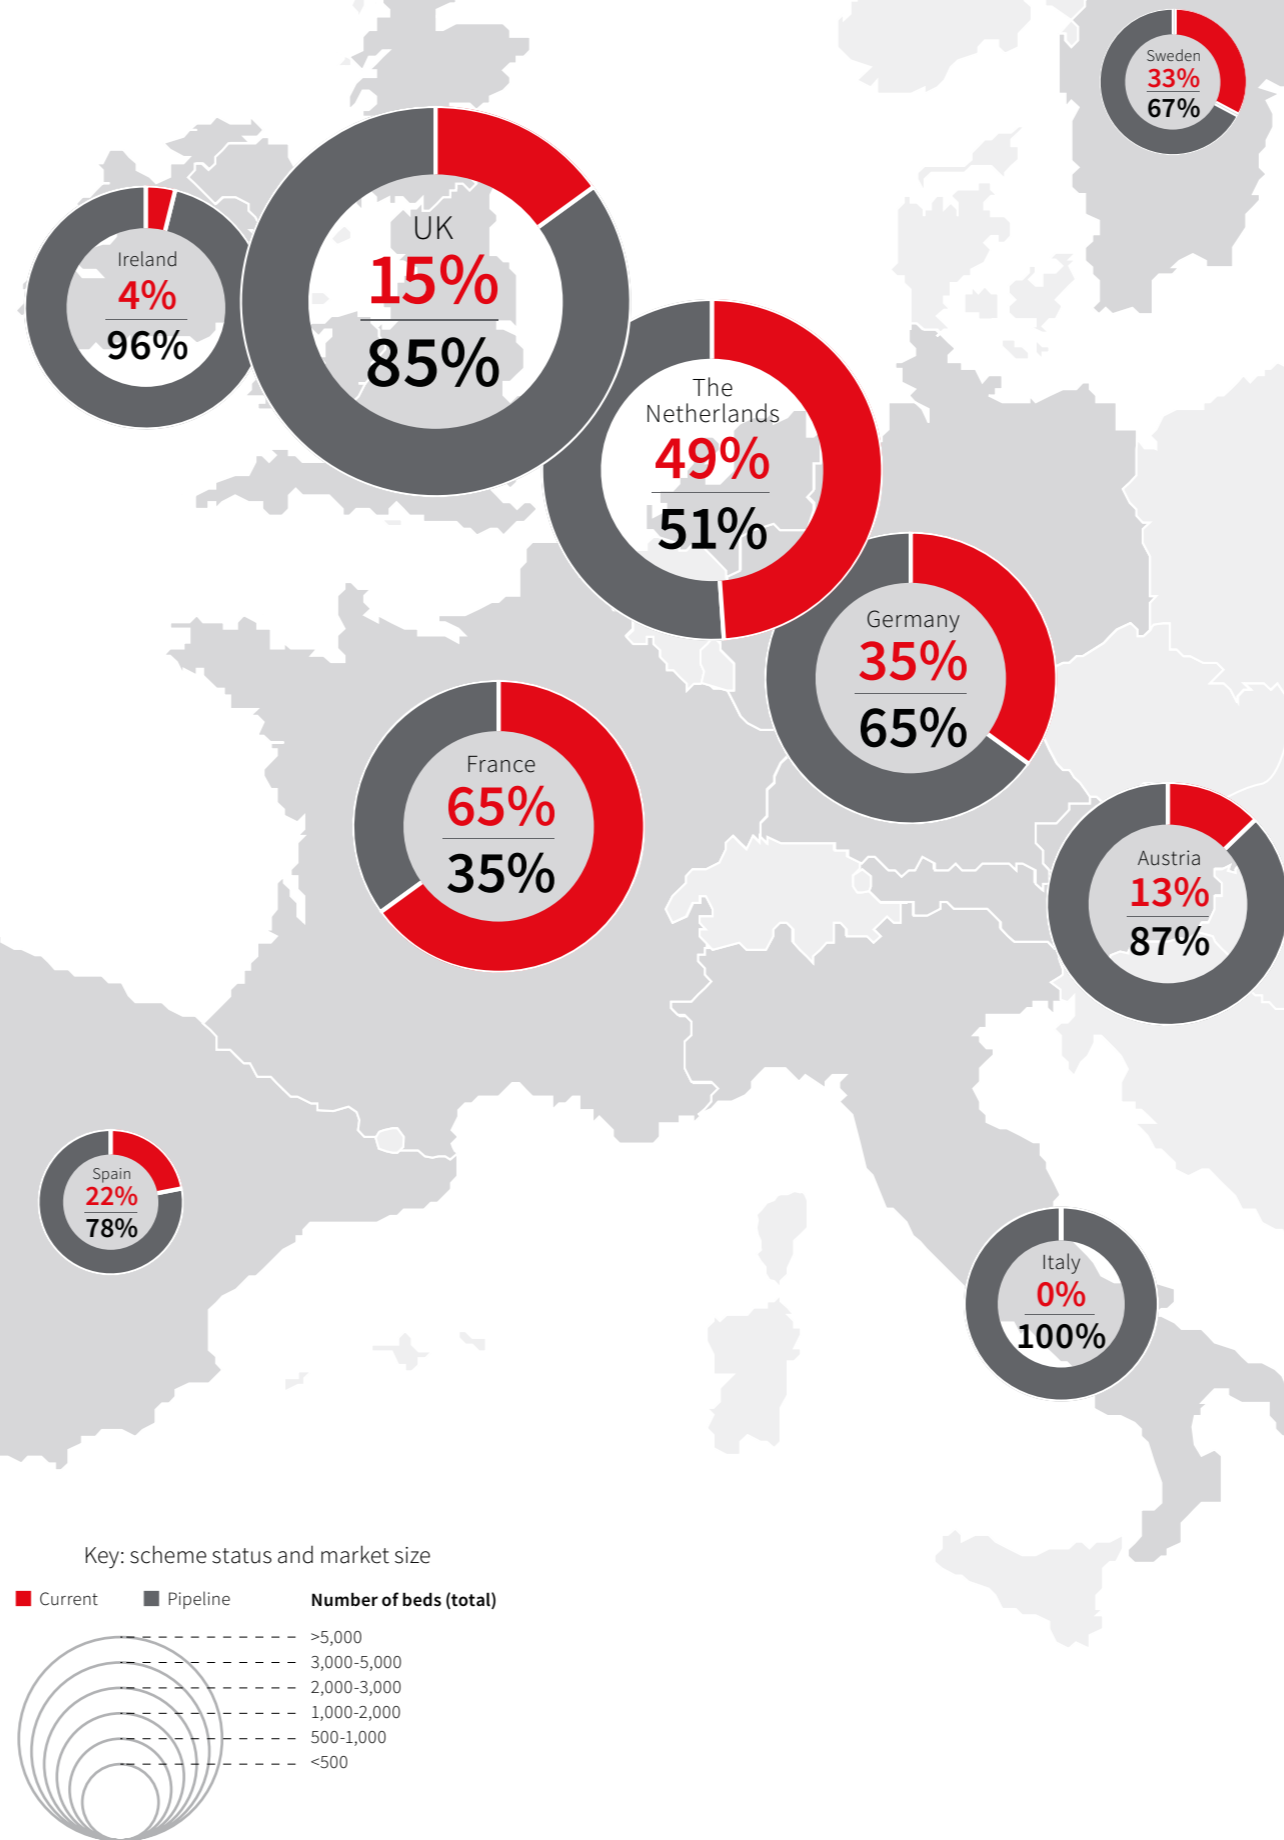 Sweden
33%
67%
UK
15%
85%
Ireland
4%
96%
The
Netherlands
49%
51%
Germany
35%
65%
France
65%
35%
Austria
13%
87%
Spain
22%
78%
Italy
0%
100%
Key: scheme status and market size
Current Pipeline Number of beds (total)
>5,000
3,000-5,000
2,000-3,000
1,000-2,000
500-1,000
<500